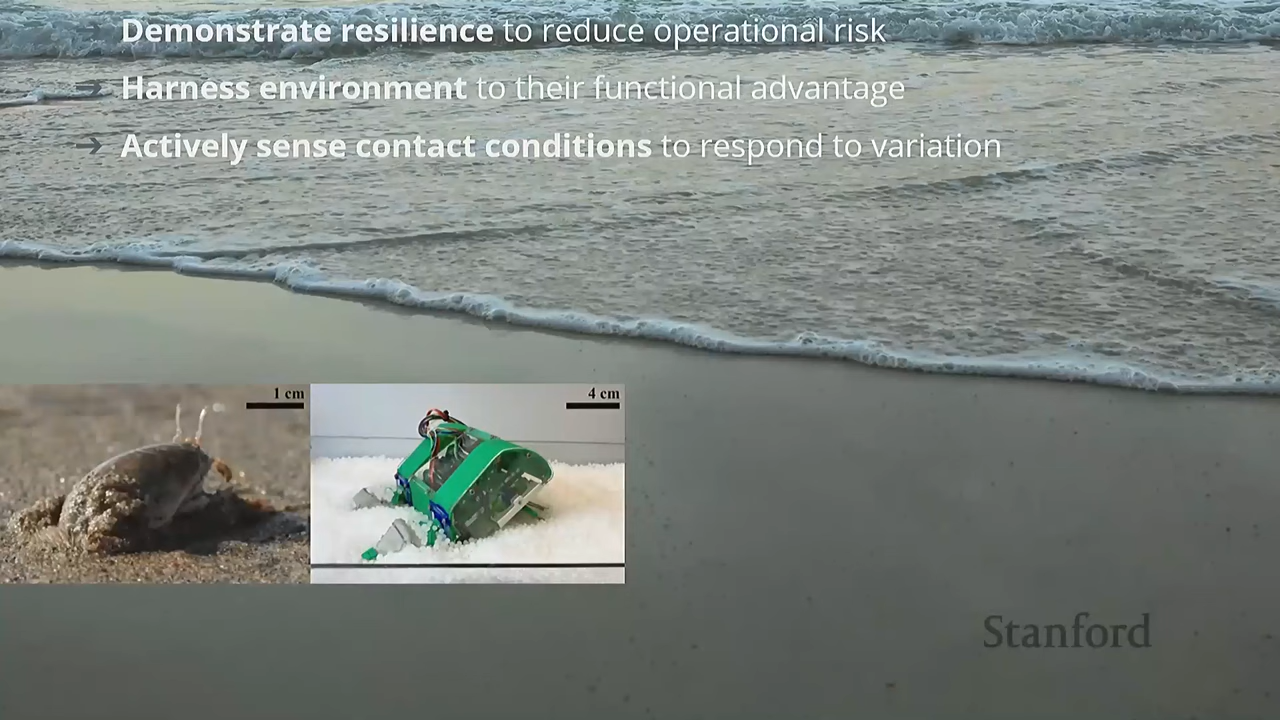 Demonstrate resilience to reduce operational risk
→ Harness environment to their functional advantage
→ Actively sense contact conditions to respond to variation
1 cm
4 cm
Stanford